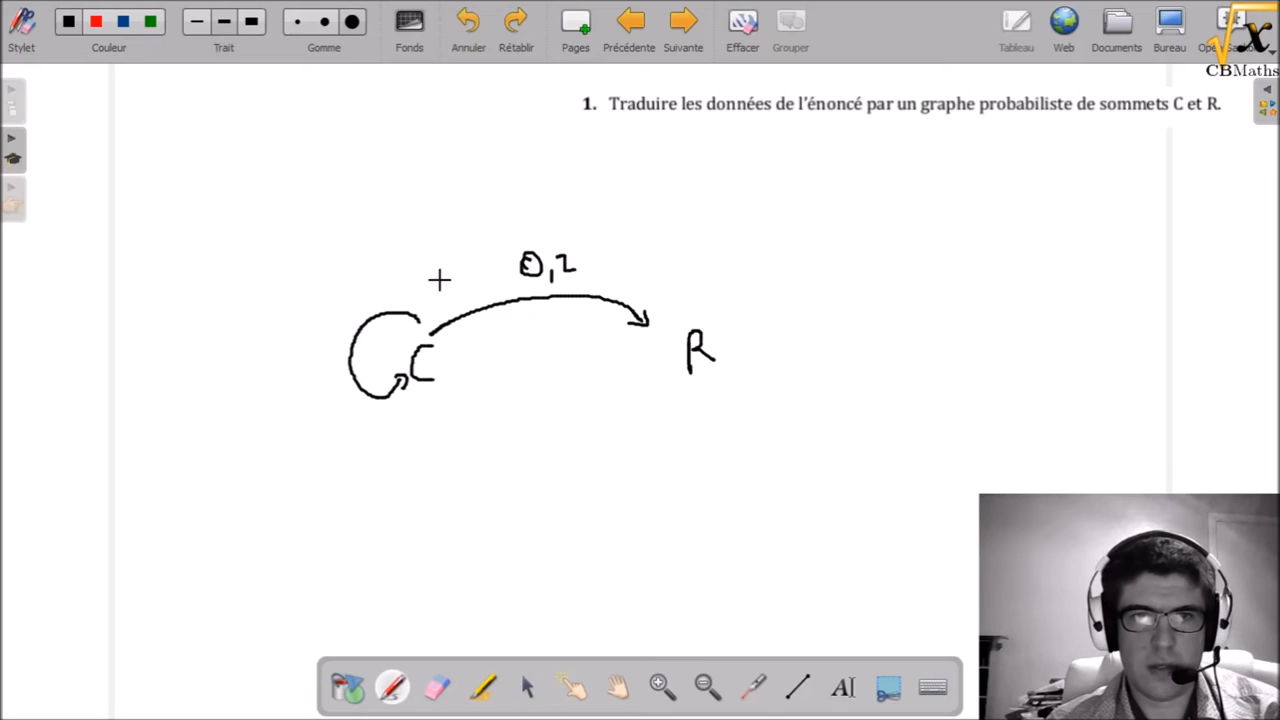 Stylet
Couleur
Trait
Gomme
Fonds
Annuler
Rétablir
Pages
Précédente
Suivante
Effacer
Grouper
Tableau
Web
Documents
Bureau
x
CBMaths
1. Traduire les données de l'énoncé par un graphe probabiliste de sommets C et R.
0,2
C
R
AI